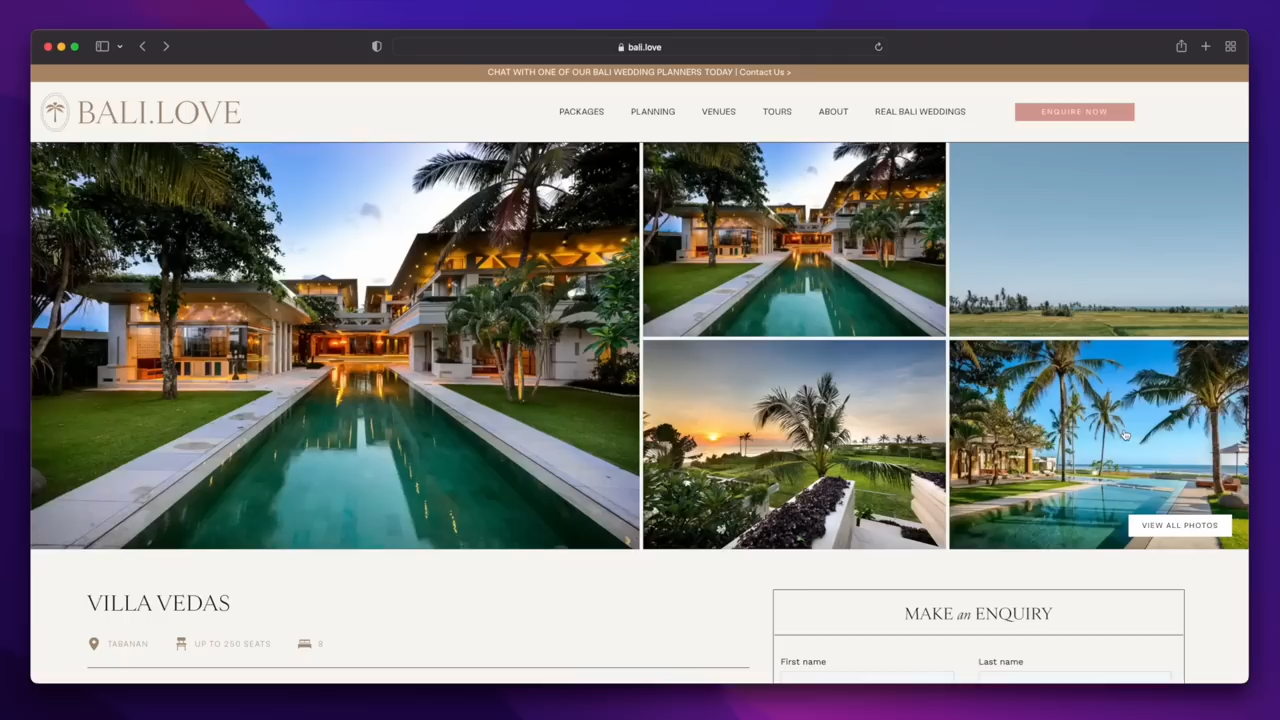 bali.love
CHAT WITH ONE OF OUR BALI WEDDING PLANNERS TODAY | Contact Us >
BALI.LOVE
PACKAGES PLANNING VENUES TOURS ABOUT REAL BALI WEDDINGS
ENQUIRE NOW
VIEW ALL PHOTOS
VILLA VEDAS
TABANAN UP TO 250 SEATS 8
MAKE an ENQUIRY
First name Last name